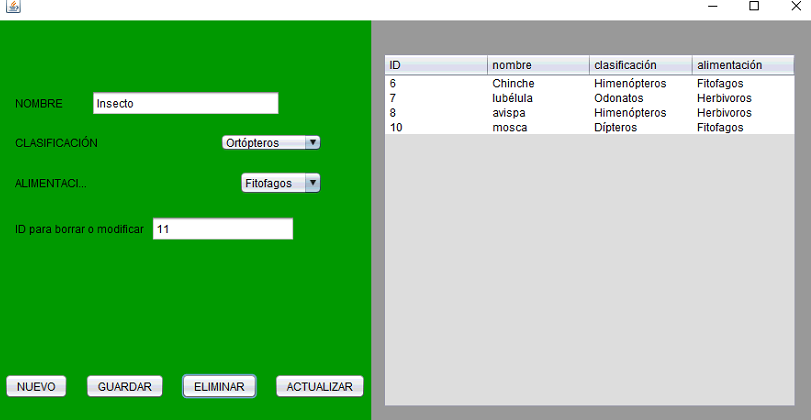 NOMBRE Insecto
CLASIFICACIÓN Ortópteros
ALIMENTACI... Fitofagos
ID para borrar o modificar 11
NUEVO GUARDAR ELIMINAR ACTUALIZAR
ID nombre clasificación alimentación
6 Chinche Himenópteros Fitofagos
7 lubélula Odonatos Herbivoros
8 avispa Himenópteros Herbivoros
10 mosca Dípteros Fitofagos